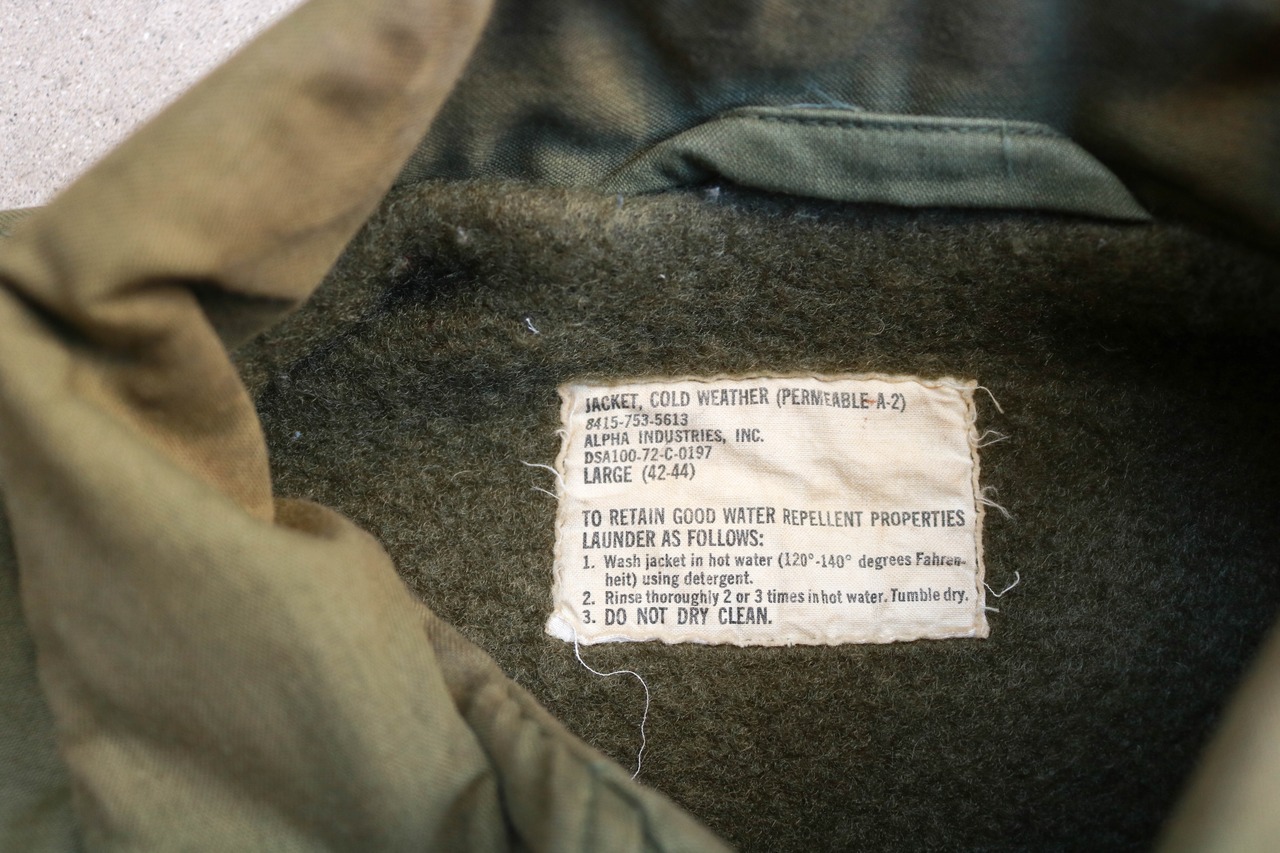 JACKET, COLD WEATHER (PERMEABLE A-2)
8415-753-5613
ALPHA INDUSTRIES, INC.
DSA100-72-C-0197
LARGE (42-44)
TO RETAIN GOOD WATER REPELLENT PROPERTIES
LAUNDER AS FOLLOWS:
1. Wash jacket in hot water (120°-140° degrees Fahren-
heit) using detergent.
2. Rinse thoroughly 2 or 3 times in hot water. Tumble dry.
3. DO NOT DRY CLEAN.